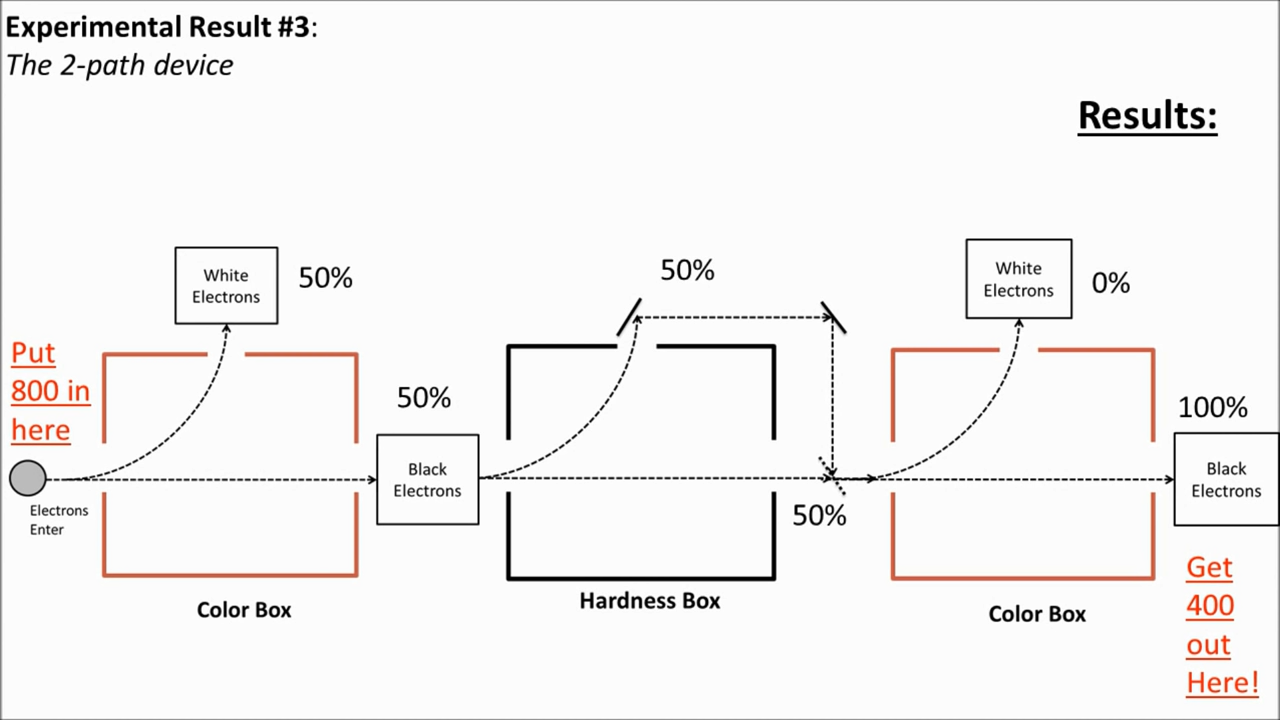 Experimental Result #3:
The 2-path device
Results:
White
Electrons
50%
50%
White
Electrons
0%
Put
800 in
here
50%
100%
Black
Electrons
Black
Electrons
Electrons
Enter
50%
Color Box
Hardness Box
Color Box
Get
400
out
Here!